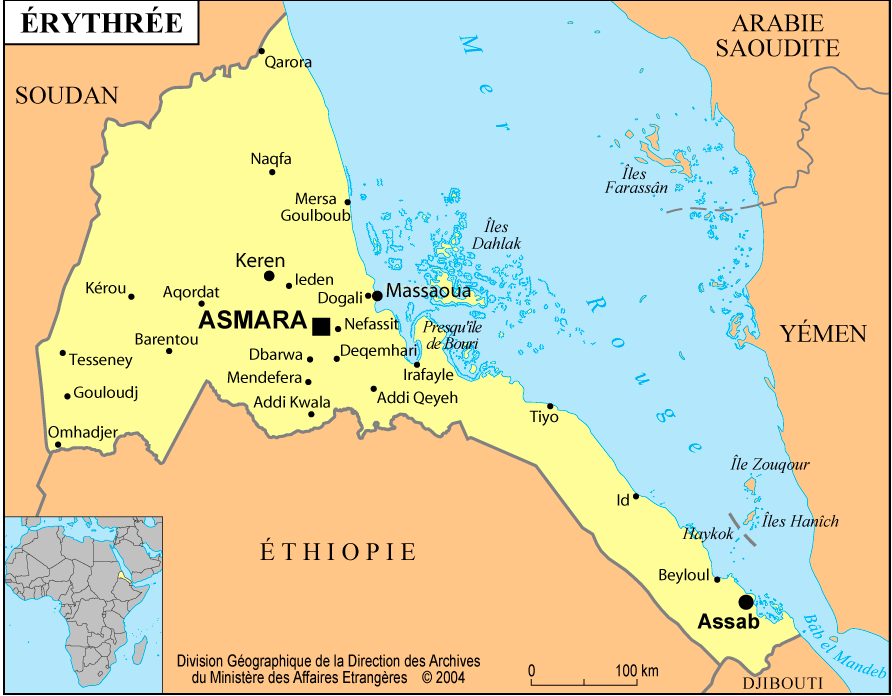 ÉRYTHRÉE
ARABIE
SAOUDITE
Mer
Qarora
SOUDAN
Naqfa
Îles
Farassân
Mersa
Goulboub
Îles
Dahlak
Keren
Ieden
Kérou
Aqordat
Dogali
Massaoua
Rouge
ASMARA
Nefassit
Presqu'île
de Bouri
YÉMEN
Barentou
Tesseney
Dbarwa
Deqemhari
Mendefera
Irafayle
Gouloudj
Addi Kwala
Addi Qeyeh
Tiyo
Omhadjer
Île Zouqour
Id
Îles Hanîch
Haykok
ÉTHIOPIE
Beyloul
Assab
Bâb el Mandeb
Division Géographique de la Direction des Archives
du Ministère des Affaires Etrangères © 2004
0 100 km
DJIBOUTI